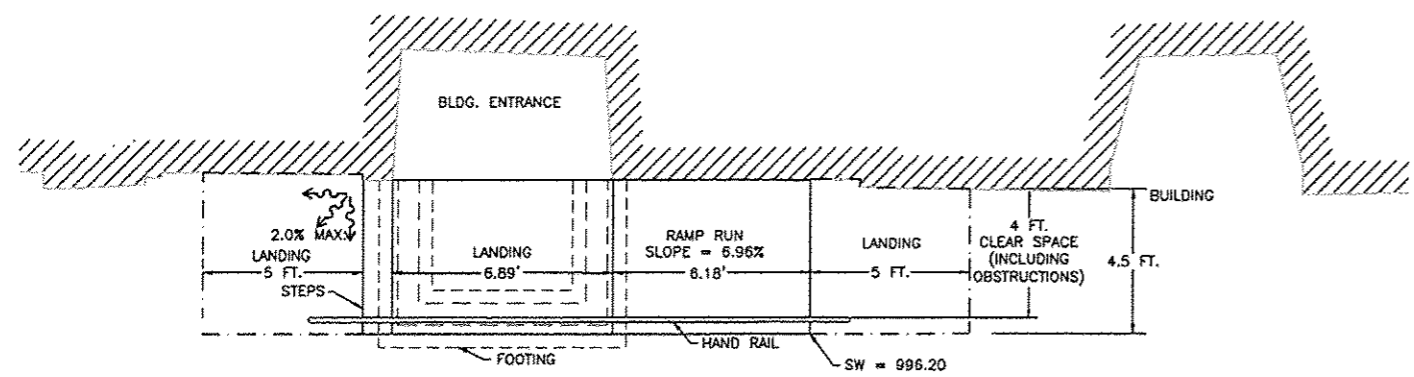 BLDG. ENTRANCE
BUILDING
2.0% MAX.
LANDING
5 FT.
STEPS
LANDING
6.89'
RAMP RUN
SLOPE = 6.96%
6.18'
LANDING
5 FT.
4 FT.
CLEAR SPACE
(INCLUDING
OBSTRUCTIONS)
4.5 FT.
HAND RAIL
FOOTING
SW = 996.20